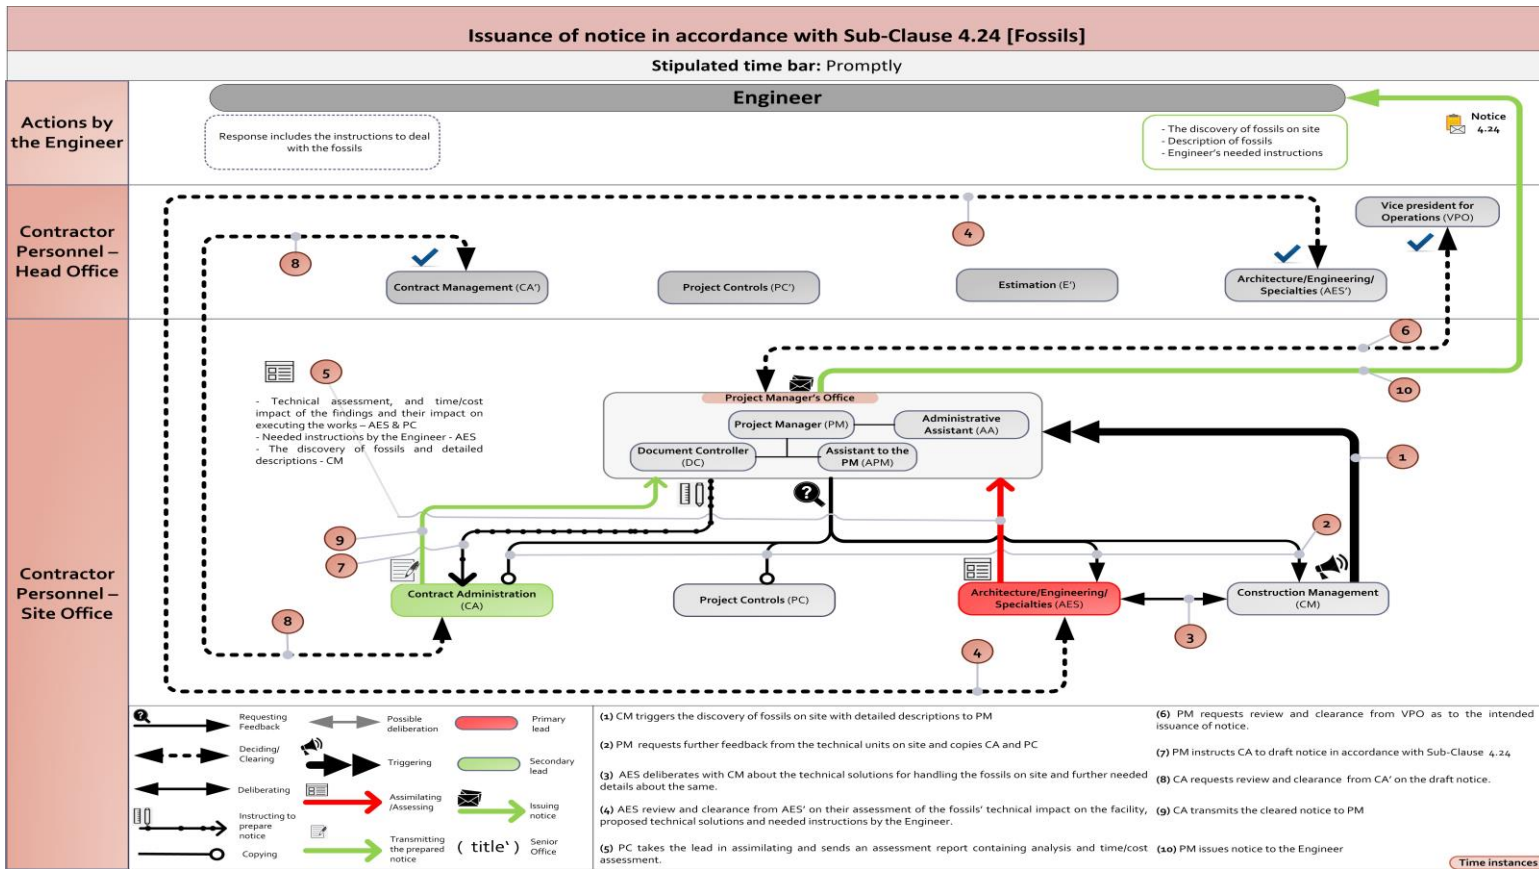 Issuance of notice in accordance with Sub-Clause 4.24 [Fossils]
Stipulated time bar: Promptly
Actions by
the Engineer
Engineer
Response includes the instructions to deal
with the fossils
- The discovery of fossils on site
- Description of fossils
- Engineer's needed instructions
Notice
4.24
Contractor
Personnel –
Head Office
4
8
Vice president for
Operations (VPO)
Contract Management (CA')
Project Controls (PC')
Estimation (E')
Architecture/Engineering/
Specialties (AES')
Contractor
Personnel –
Site Office
6
10
5
- Technical assessment, and time/cost
impact of the findings and their impact on
executing the works – AES & PC
- Needed instructions by the Engineer - AES
- The discovery of fossils and detailed
descriptions - CM
Project Manager's Office
Project Manager (PM)
Administrative
Assistant (AA)
Document Controller
(DC)
Assistant to the
PM (APM)
1
?
2
9
7
Contract Administration
(CA)
Project Controls (PC)
Architecture/Engineering/
Specialties (AES)
Construction Management
(CM)
8
3
4
?
Requesting
Feedback
Possible
deliberation
Primary
lead
Deciding/
Clearing
Triggering
Secondary
lead
Deliberating
Assimilating
/Assessing
Issuing
notice
Instructing to
prepare
notice
Transmitting
the prepared
notice
( title' )
Senior
Office
Copying
(1) CM triggers the discovery of fossils on site with detailed descriptions to PM
(2) PM requests further feedback from the technical units on site and copies CA and PC
(3) AES deliberates with CM about the technical solutions for handling the fossils on site and further needed
details about the same.
(4) AES review and clearance from AES' on their assessment of the fossils' technical impact on the facility,
proposed technical solutions and needed instructions by the Engineer.
(5) PC takes the lead in assimilating and sends an assessment report containing analysis and time/cost
assessment.
(6) PM requests review and clearance from VPO as to the intended
issuance of notice.
(7) PM instructs CA to draft notice in accordance with Sub-Clause 4.24
(8) CA requests review and clearance from CA' on the draft notice.
(9) CA transmits the cleared notice to PM
(10) PM issues notice to the Engineer
Time instances